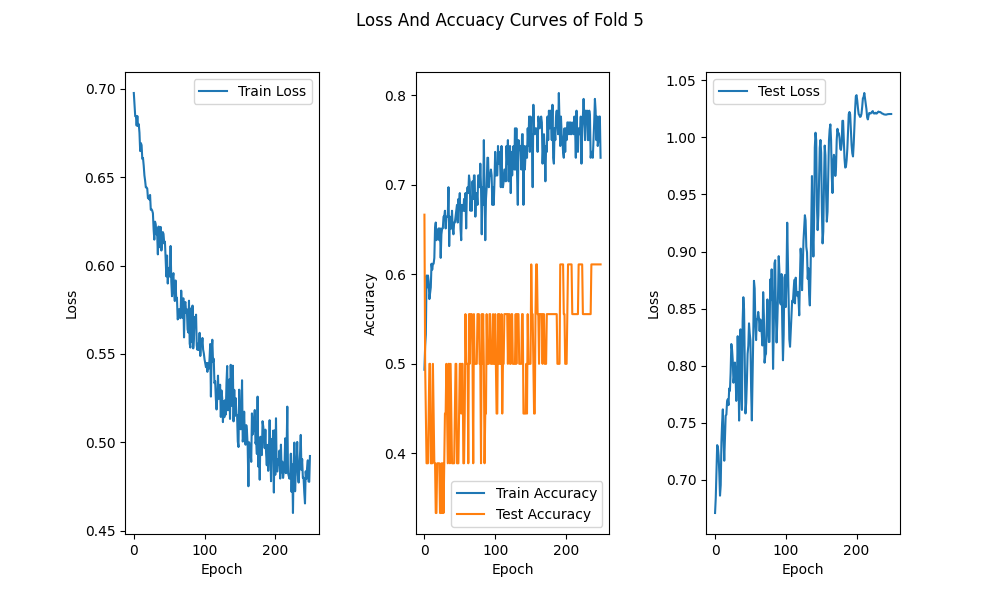 Loss And Accuacy Curves of Fold 5
Train Loss
0.70
0.65
0.60
0.55
0.50
0.45
Loss
0 100 200
Epoch
0.8
0.7
0.6
0.5
0.4
Accuracy
Train Accuracy
Test Accuracy
0 100 200
Epoch
Test Loss
1.05
1.00
0.95
0.90
0.85
0.80
0.75
0.70
Loss
0 100 200
Epoch